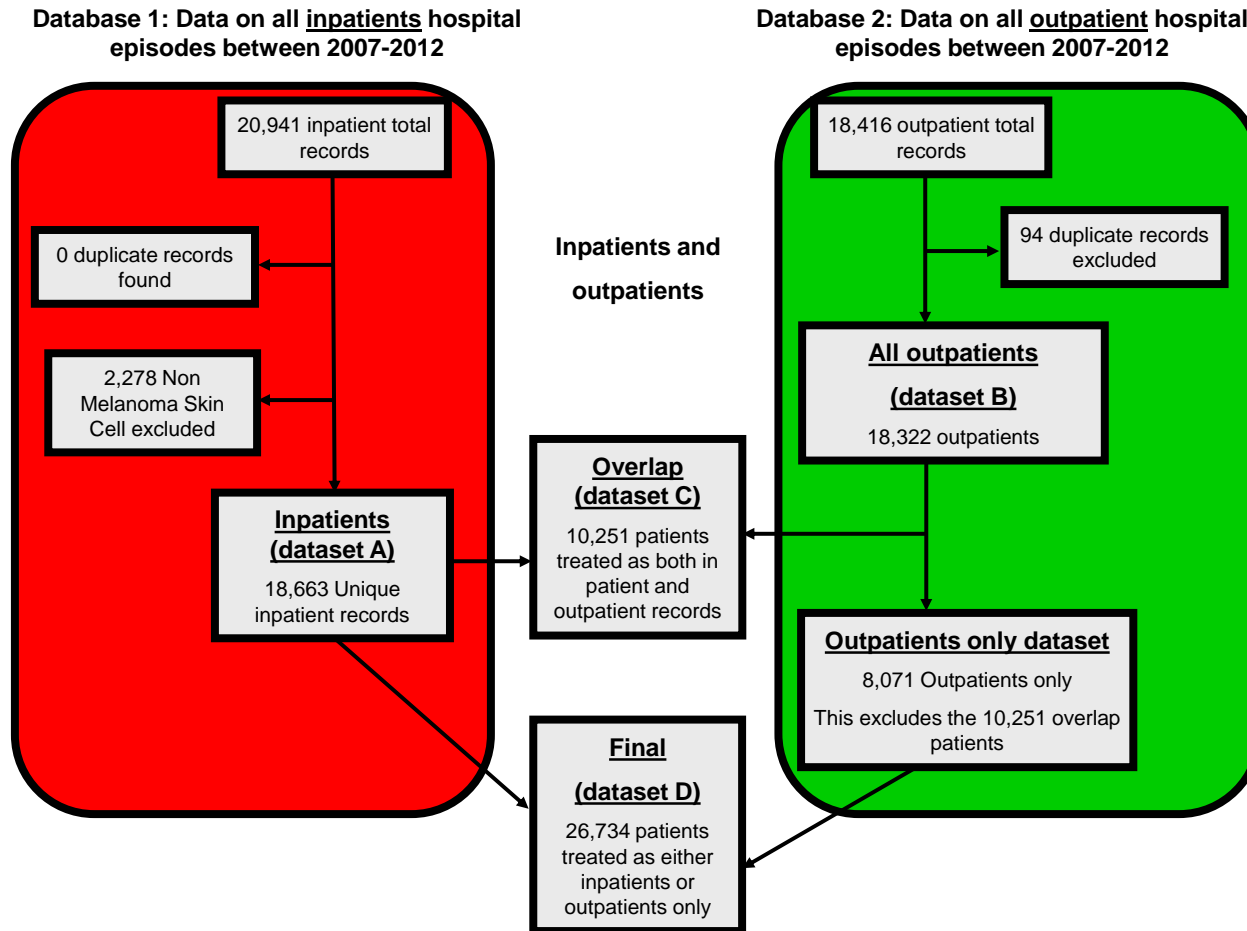 Database 1: Data on all inpatients hospital
episodes between 2007-2012
Database 2: Data on all outpatient hospital
episodes between 2007-2012
20,941 inpatient total
records
0 duplicate records
found
2,278 Non
Melanoma Skin
Cell excluded
Inpatients
(dataset A)
18,663 Unique
inpatient records
Inpatients and
outpatients
Overlap
(dataset C)
10,251 patients
treated as both in
patient and
outpatient records
Final
(dataset D)
26,734 patients
treated as either
inpatients or
outpatients only
18,416 outpatient total
records
94 duplicate records
excluded
All outpatients
(dataset B)
18,322 outpatients
Outpatients only dataset
8,071 Outpatients only
This excludes the 10,251 overlap
patients